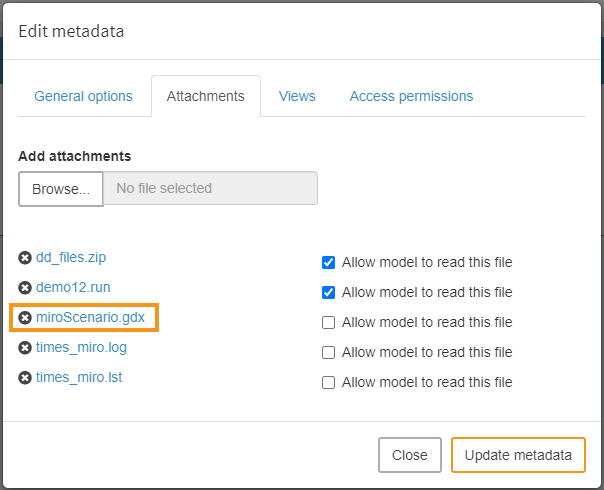 Edit metadata
General options Attachments Views Access permissions
Add attachments
Browse... No file selected
dd_files.zip Allow model to read this file
demo12.run Allow model to read this file
miroScenario.gdx Allow model to read this file
times_miro.log Allow model to read this file
times_miro.lst Allow model to read this file
Close Update metadata